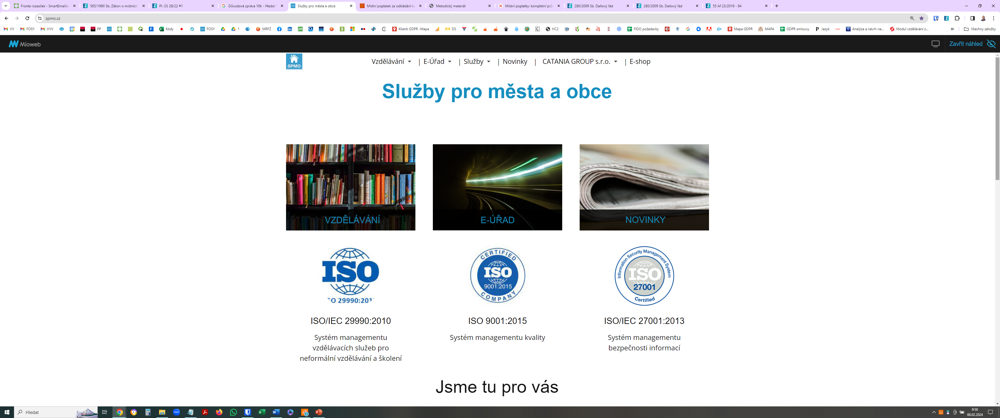 Fronta rozesílek - SmartEmailing
565/1990 Sb. Zákon o místních
Pl. ÚS 28/22 #1
Důvodová zpráva 10k - Hledat
Služby pro města a obce
Místní poplatek za odkládání
Metodický materiál
Místní poplatky: kompletní
280/2009 Sb. Daňový řád
280/2009 Sb. Daňový řád
55 Af 23/2019 - 84
spmo.cz
VV
FOSY
VVV
PP
Kódy
FOSY
1
MRFZ
Klienti GDPR -Mapa
DS
HC2
FIDO požadavky
Mapa GDPR
MAPA
GDPR smlouvy
Jazyk
Analýza a návrh na...
Modul vzdělávání z...
Všechny záložky
Mioweb
Zavřít náhled
SPMO
Vzdělávání | E-Úřad | Služby | Novinky | CATANIA GROUP s.r.o. | E-shop
Služby pro města a obce
VZDĚLÁVÁNÍ
E-ÚŘAD
NOVINKY
ISO
ISO 29990:201
CERTIFIED
ISO
9001:2015
COMPANY
Information Security Management System
ISO
27001
Certified
ISO/IEC 29990:2010
Systém managementu
vzdělávacích služeb pro
neformální vzdělávání a školení
ISO 9001:2015
Systém managementu kvality
ISO/IEC 27001:2013
Systém managementu
bezpečnosti informací
Jsme tu pro vás
Hledat
9:50
08.02.2024